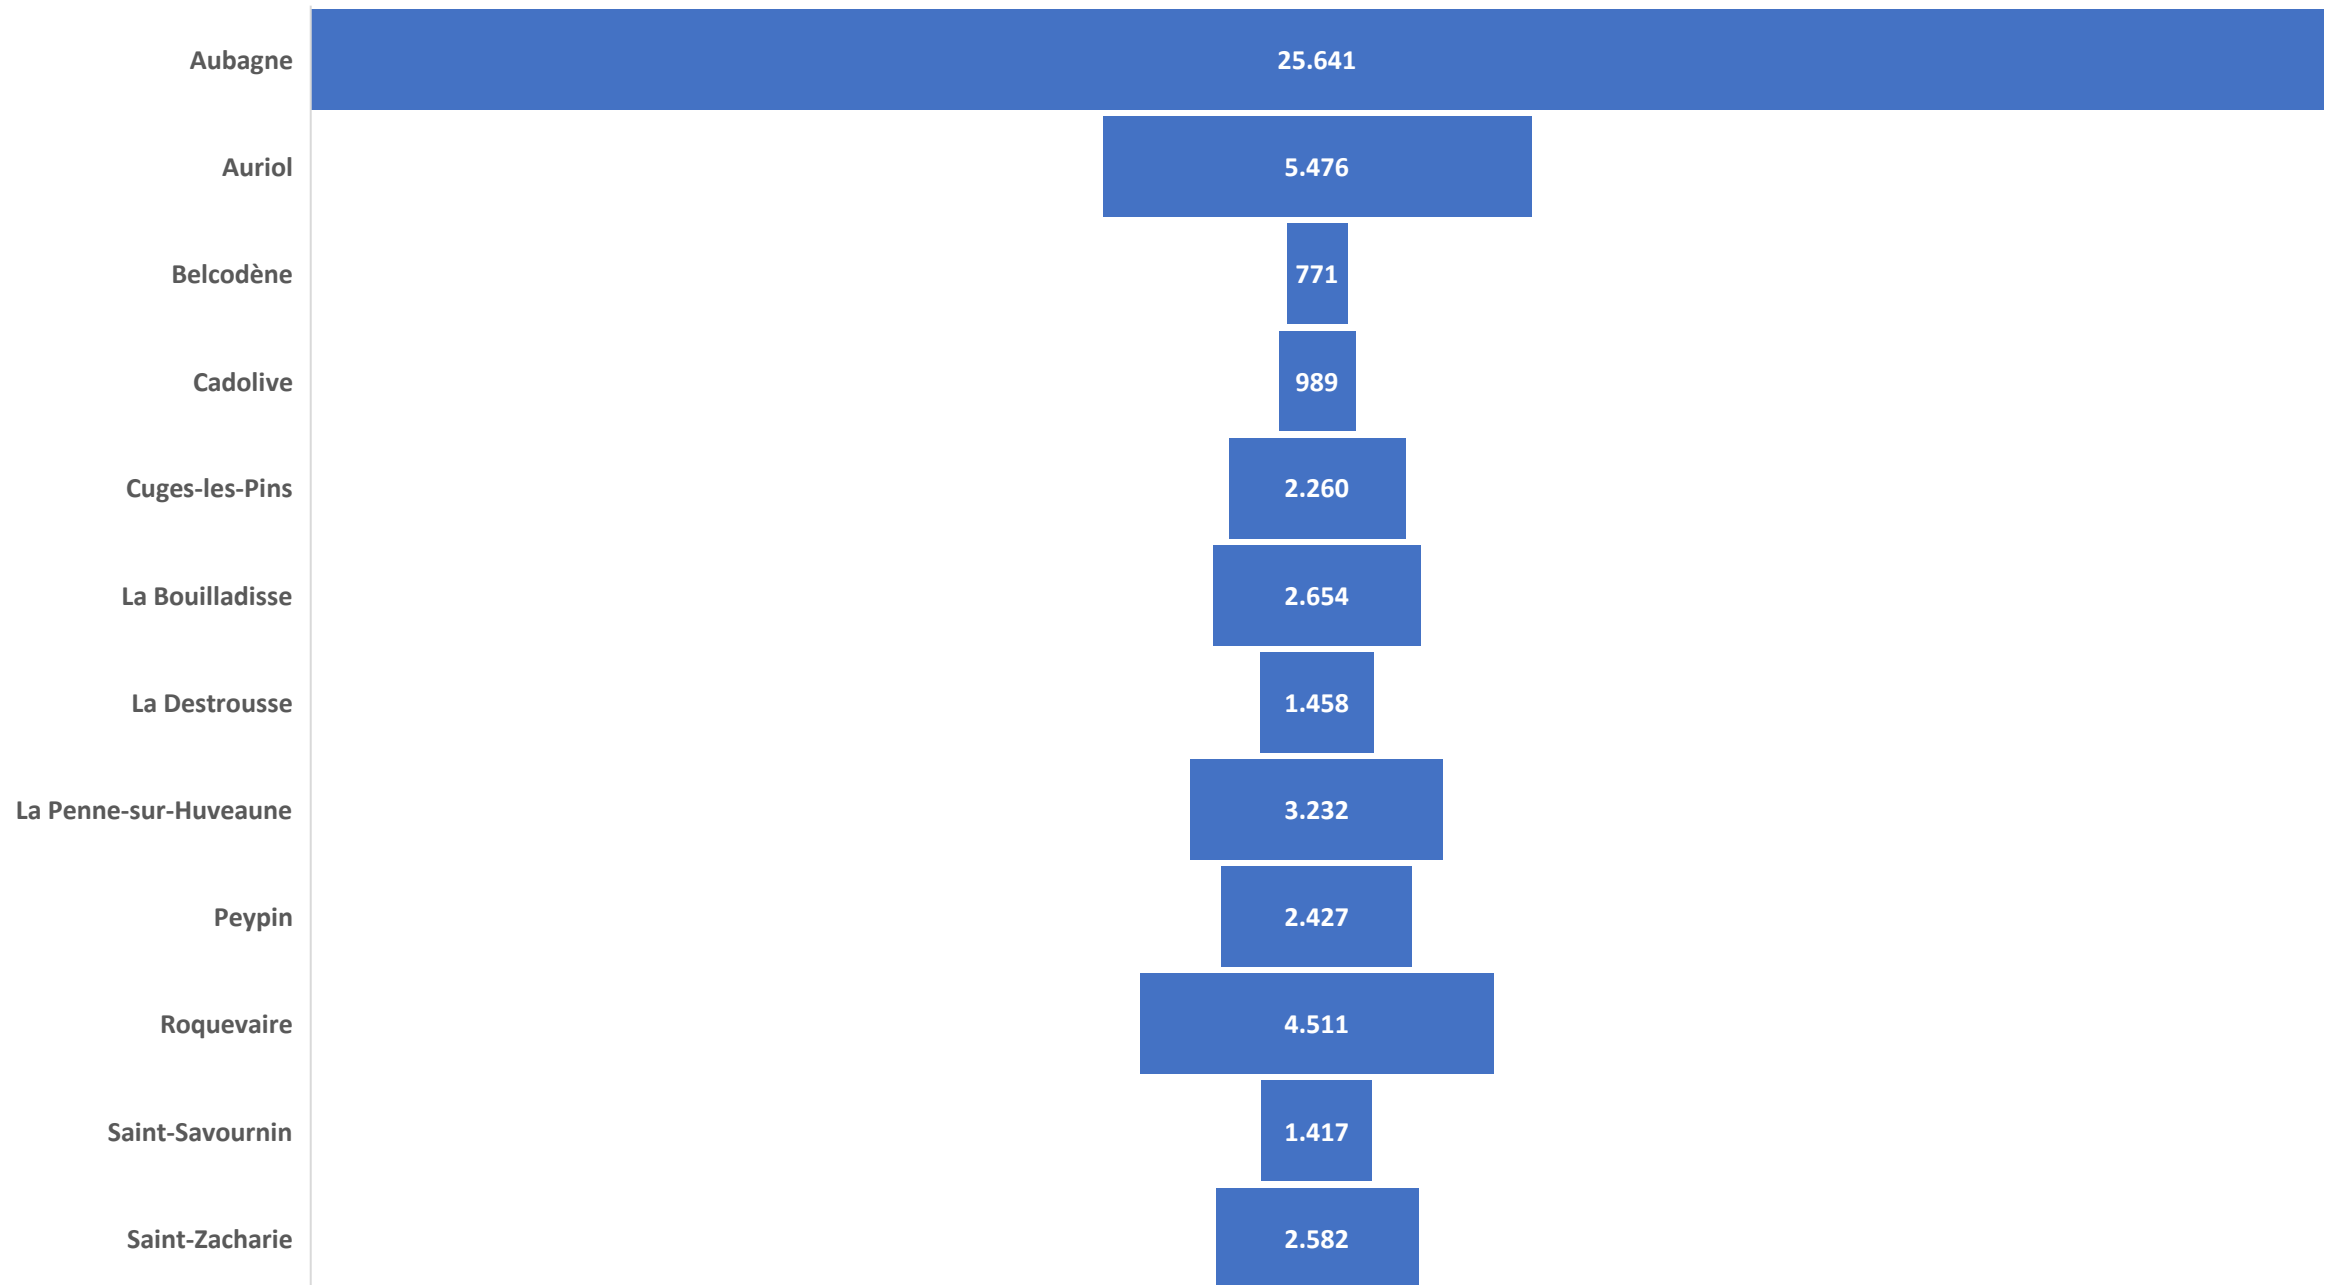 Aubagne 25.641
Auriol 5.476
Belcodène 771
Cadolive 989
Cuges-les-Pins 2.260
La Bouilladisse 2.654
La Destrousse 1.458
La Penne-sur-Huveaune 3.232
Peypin 2.427
Roquevaire 4.511
Saint-Savournin 1.417
Saint-Zacharie 2.582